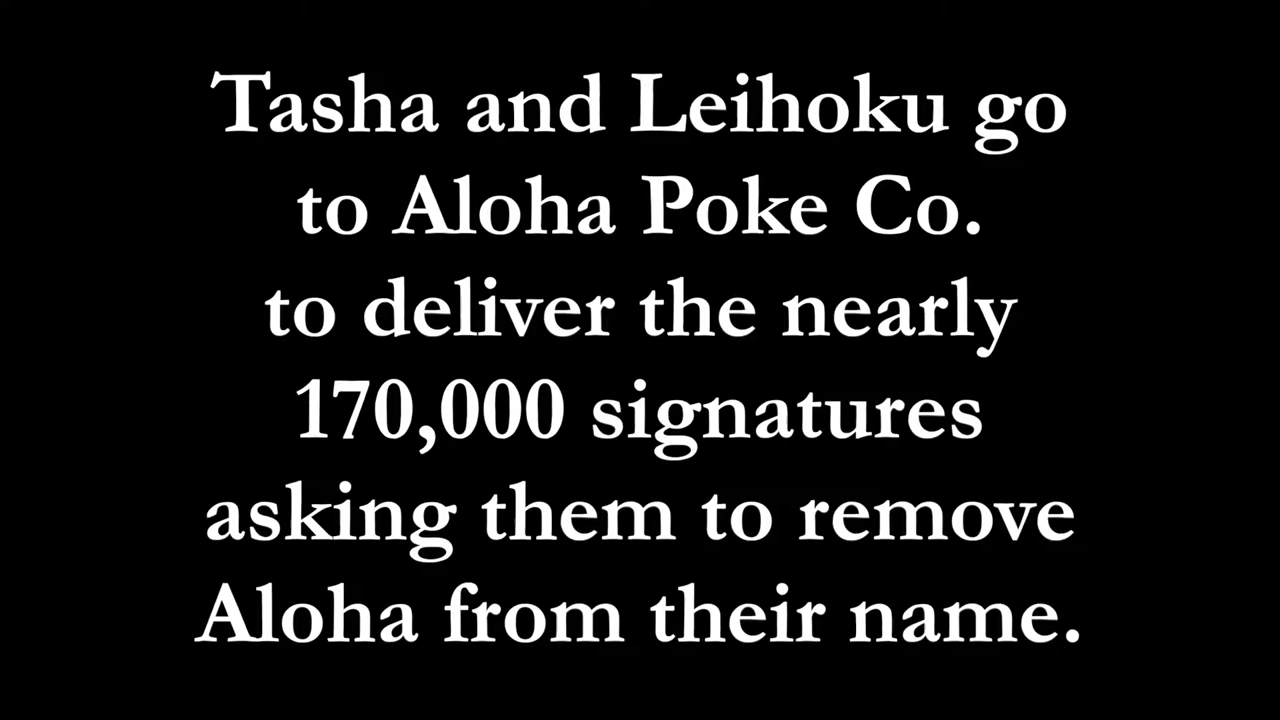 Tasha and Leihoku go
to Aloha Poke Co.
to deliver the nearly
170,000 signatures
asking them to remove
Aloha from their name.